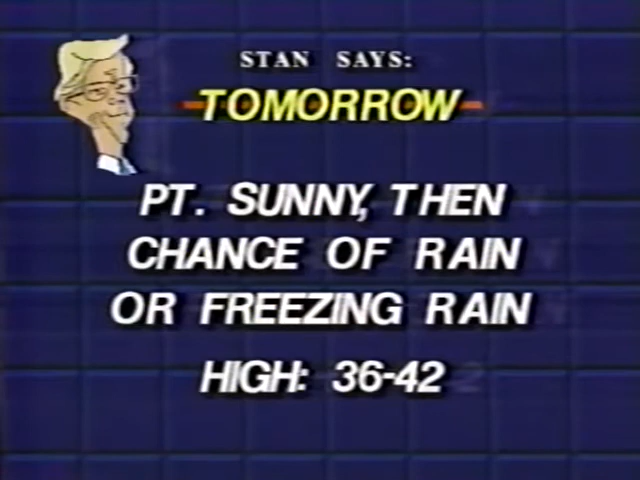 STAN SAYS:
TOMORROW
PT. SUNNY, THEN
CHANCE OF RAIN
OR FREEZING RAIN
HIGH: 36-42